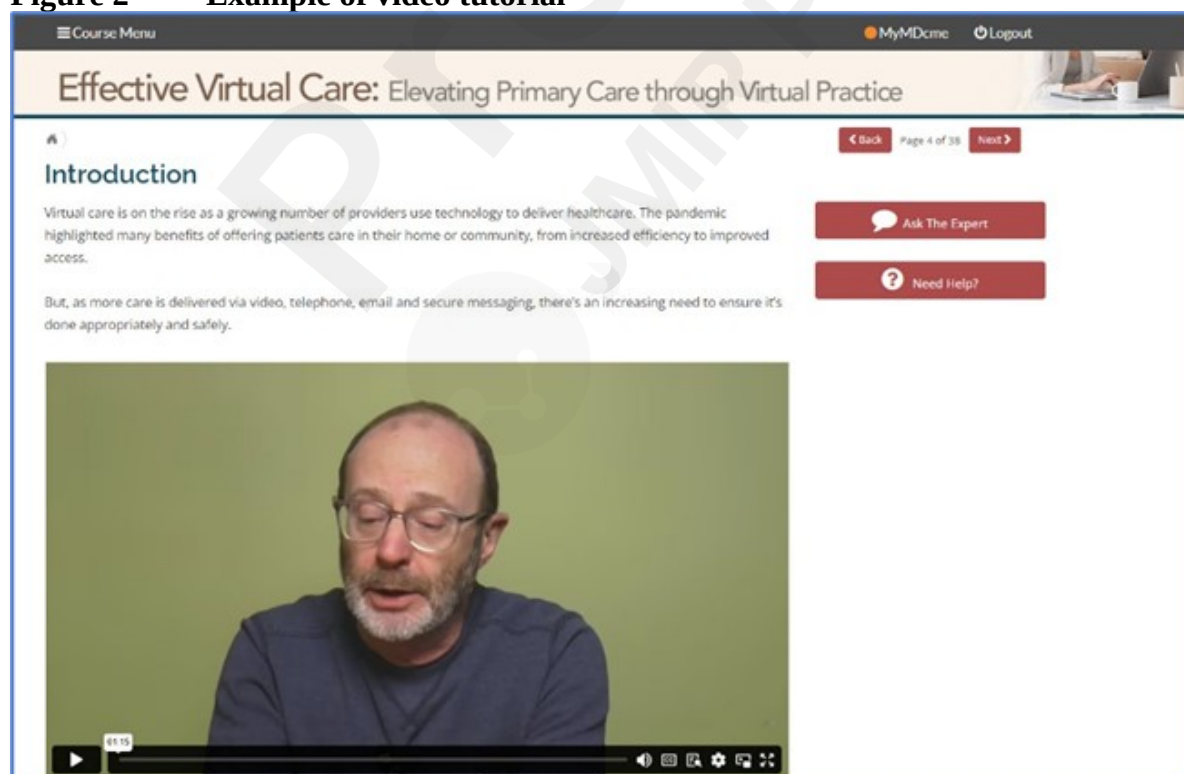 Figure 2 Example of video tutorial
Course Menu
MyMDcme Logout
Effective Virtual Care: Elevating Primary Care through Virtual Practice
Back Page 4 of 38 Next
Introduction
Virtual care is on the rise as a growing number of providers use technology to deliver healthcare. The pandemic
highlighted many benefits of offering patients care in their home or community, from increased efficiency to improved
access.
But, as more care is delivered via video, telephone, email and secure messaging, there's an increasing need to ensure it's
done appropriately and safely.
Ask The Expert
Need Help?
01:15